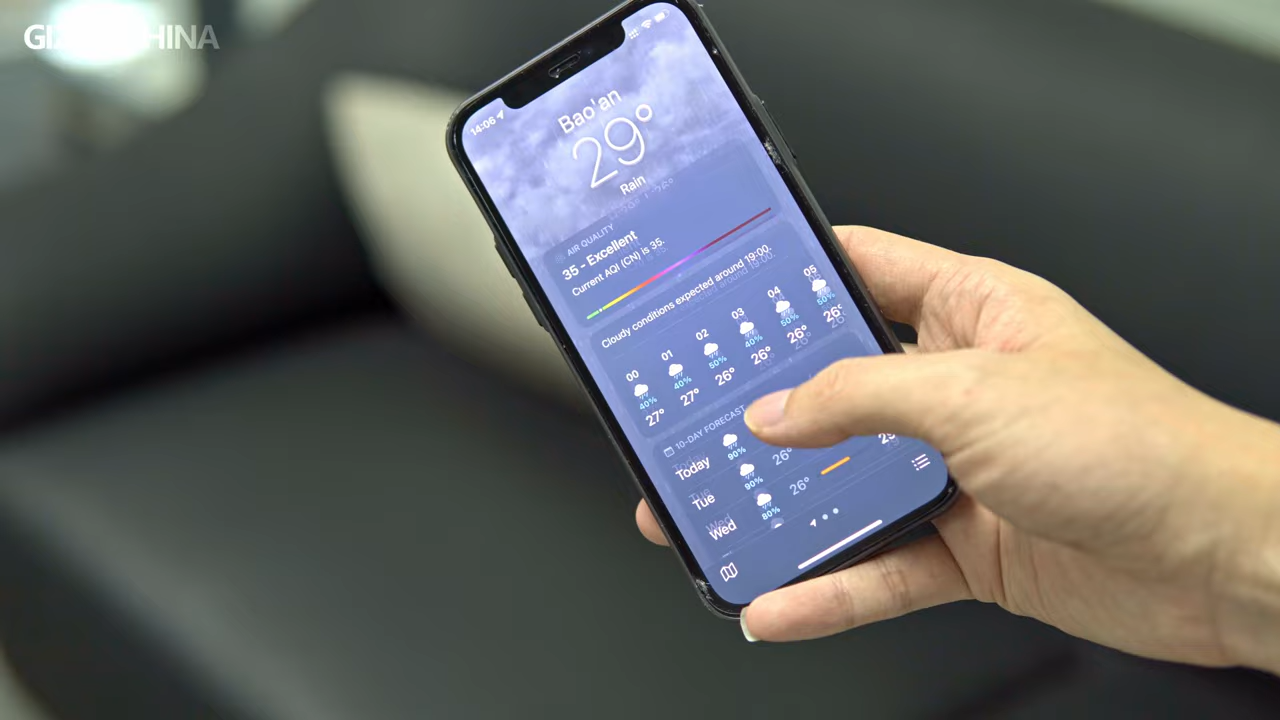 GIZMOCHINA
14:06
Bao'an
29°
Rain
AIR QUALITY
35 - Excellent
Current AQI (CN) is 35.
Cloudy conditions expected around 19:00.
00 01 02 03 04 05
40% 40% 50% 40% 50% 50%
27° 27° 26° 26° 26° 26°
10-DAY FORECAST
Today 90% 26°
Tue 90% 26°
Wed 80%